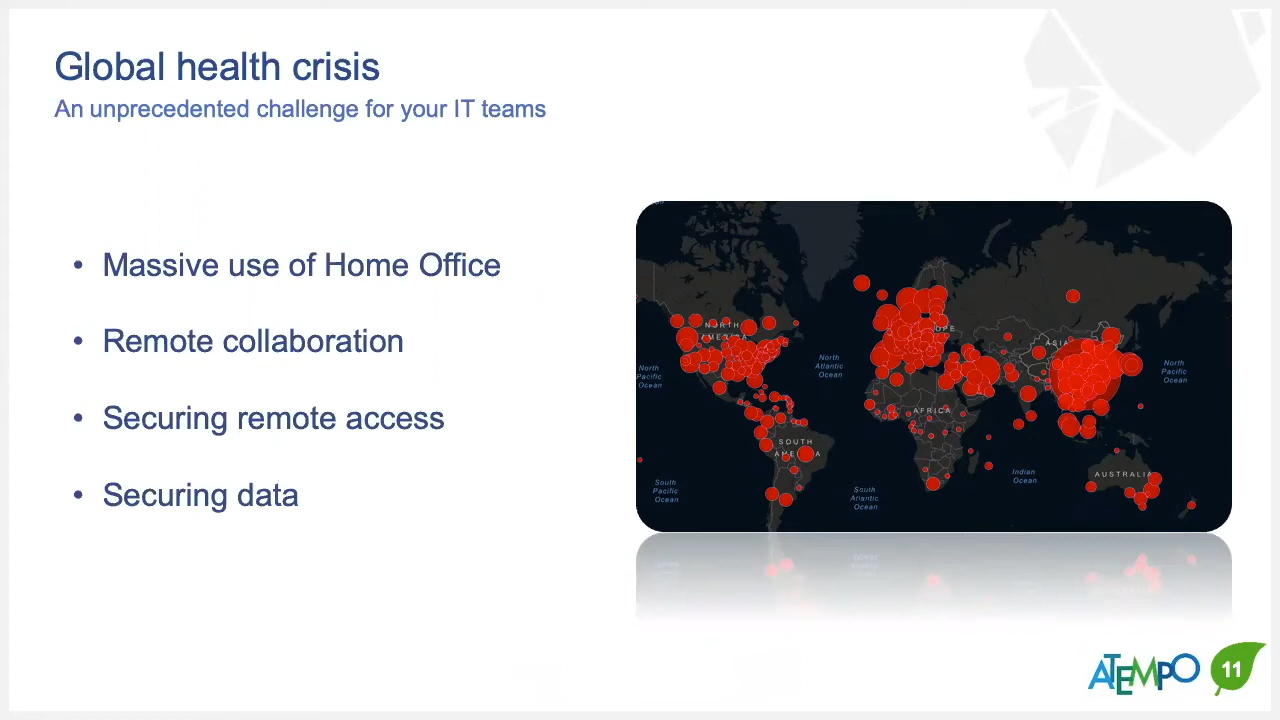 Global health crisis
An unprecedented challenge for your IT teams
• Massive use of Home Office
• Remote collaboration
• Securing remote access
• Securing data
NORTH
AMERICA
ASIA
North
Atlantic
Ocean
North
Pacific
Ocean
North
Pacific
Ocean
AFRICA
SOUTH
AMERICA
Indian
Ocean
AUSTRALIA
South
Pacific
Ocean
South
Atlantic
Ocean
ATEMPO
11